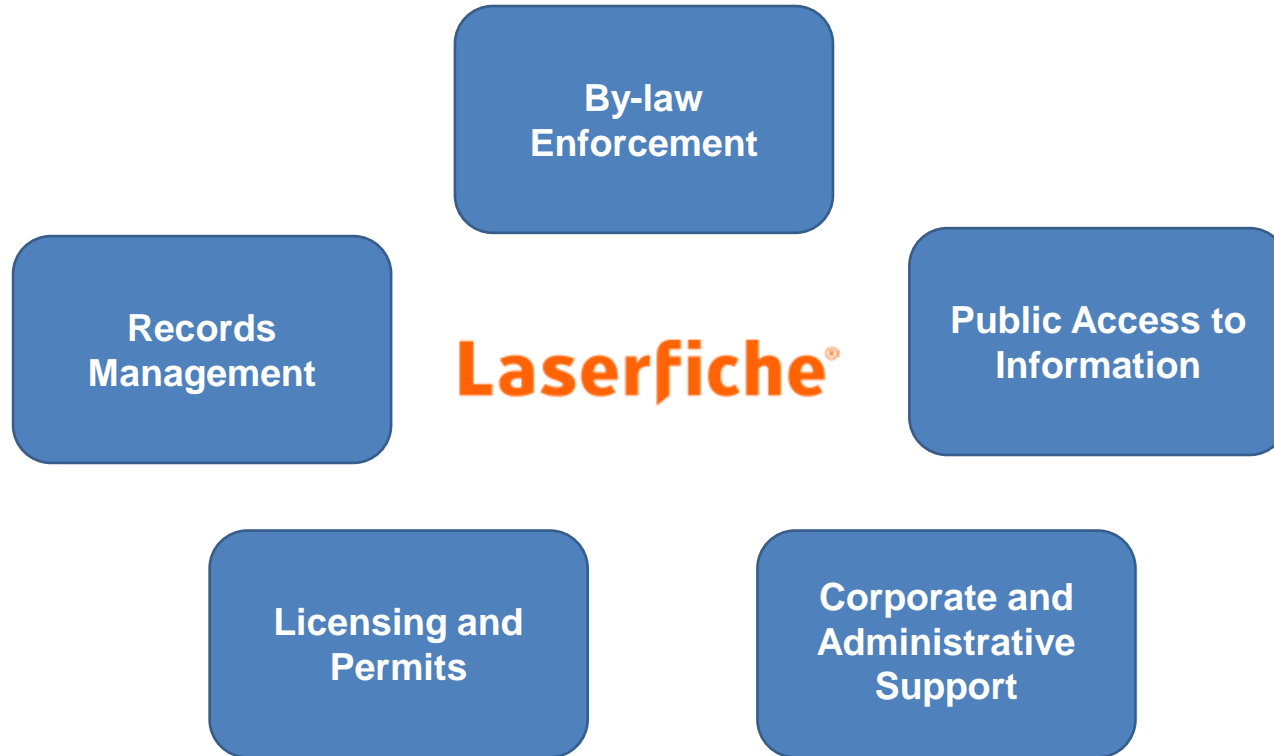 By-law
Enforcement
Records
Management
Laserfiche®
Public Access to
Information
Licensing and
Permits
Corporate and
Administrative
Support